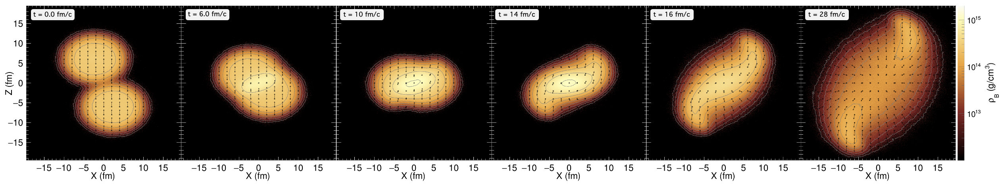 t = 0.0 fm/c
t = 6.0 fm/c
t = 10 fm/c
t = 14 fm/c
t = 16 fm/c
t = 28 fm/c
Z (fm)
15
10
5
0
−5
−10
−15
−15 −10 −5 0 5 10 15
X (fm)
−15 −10 −5 0 5 10 15
X (fm)
−15 −10 −5 0 5 10 15
X (fm)
−15 −10 −5 0 5 10 15
X (fm)
−15 −10 −5 0 5 10 15
X (fm)
−15 −10 −5 0 5 10 15
X (fm)
10^15
10^14
10^13
ρ_B (g/cm^3)